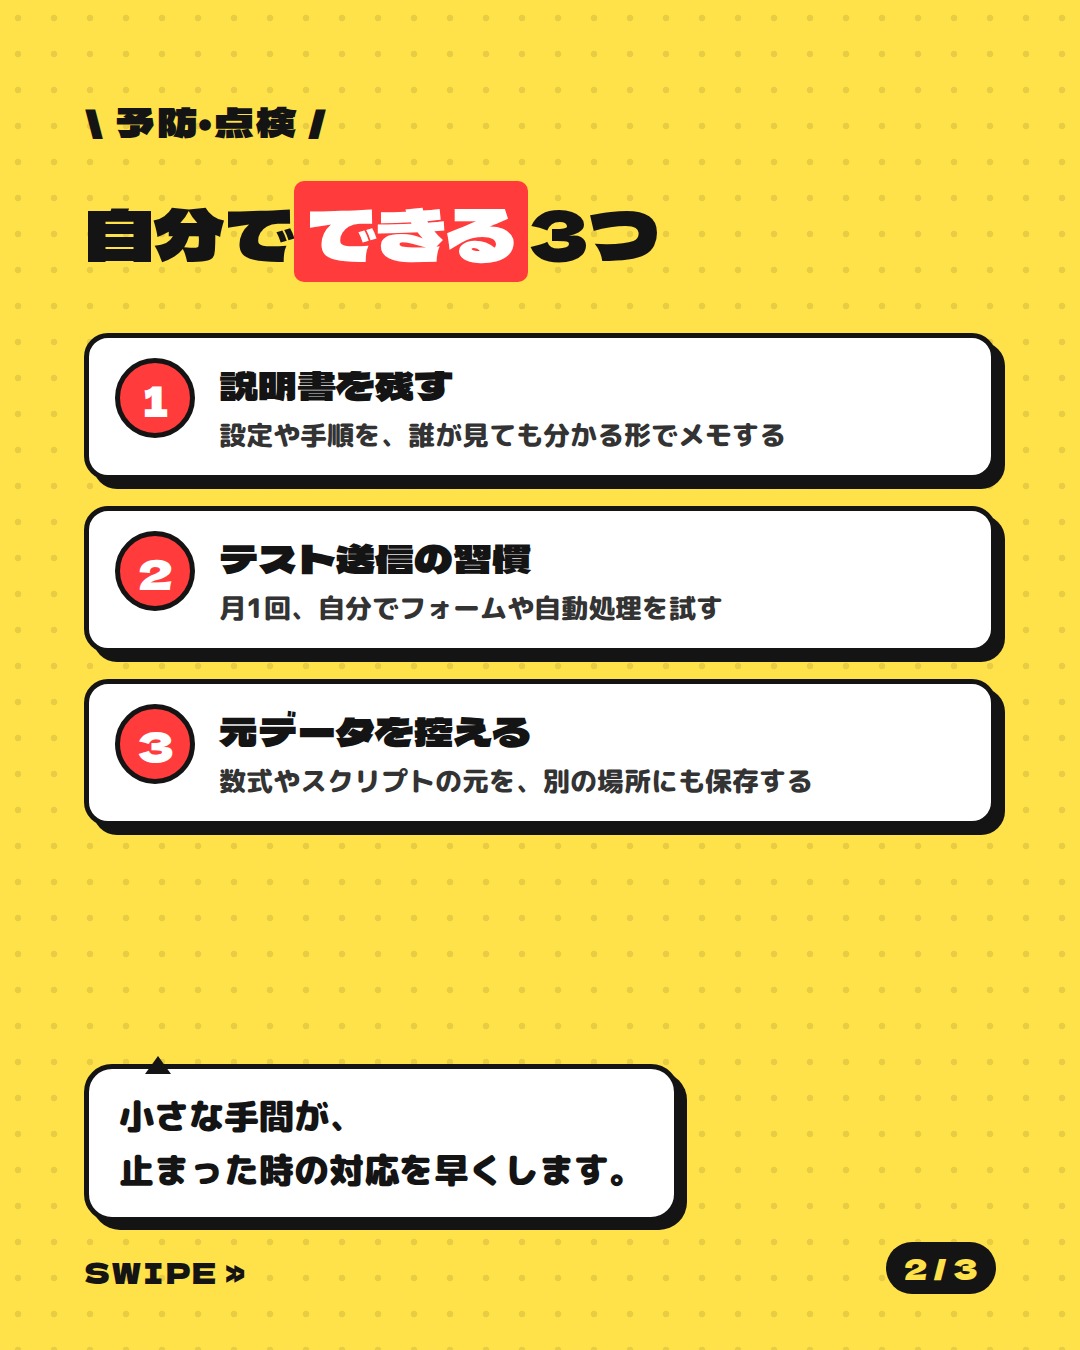 \ 予防・点検 /
自分でできる3つ
1
説明書を残す
設定や手順を、誰が見ても分かる形でメモする
2
テスト送信の習慣
月1回、自分でフォームや自動処理を試す
3
元データを控える
数式やスクリプトの元を、別の場所にも保存する
小さな手間が、
止まった時の対応を早くします。
SWIPE »
2/3